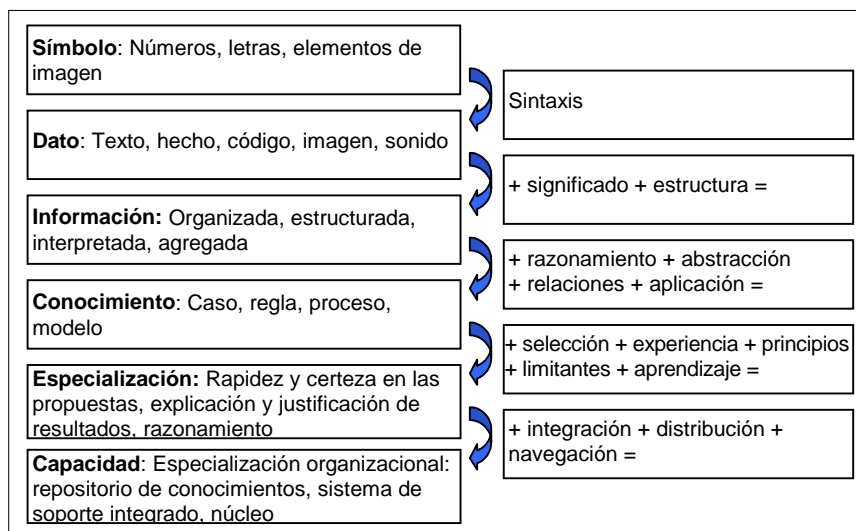 Símbolo: Números, letras, elementos de
imagen
Sintaxis
Dato: Texto, hecho, código, imagen, sonido
+ significado + estructura =
Información: Organizada, estructurada,
interpretada, agregada
+ razonamiento + abstracción
+ relaciones + aplicación =
Conocimiento: Caso, regla, proceso,
modelo
+ selección + experiencia + principios
+ limitantes + aprendizaje =
Especialización: Rapidez y certeza en las
propuestas, explicación y justificación de
resultados, razonamiento
+ integración + distribución +
navegación =
Capacidad: Especialización organizacional:
repositorio de conocimientos, sistema de
soporte integrado, núcleo